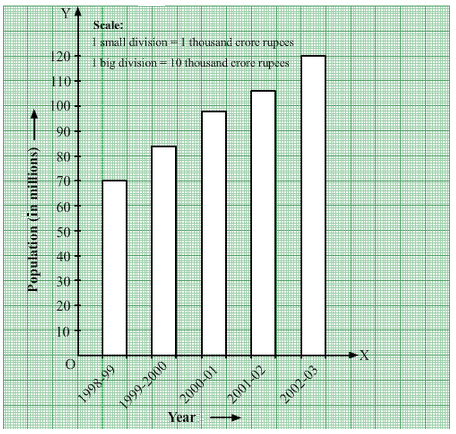 Y
Scale:
1 small division = 1 thousand crore rupees
1 big division = 10 thousand crore rupees
120
110
100
90
80
70
60
50
40
30
20
10
O
X
Population (in millions)
1998-99
1999-2000
2000-01
2001-02
2002-03
Year